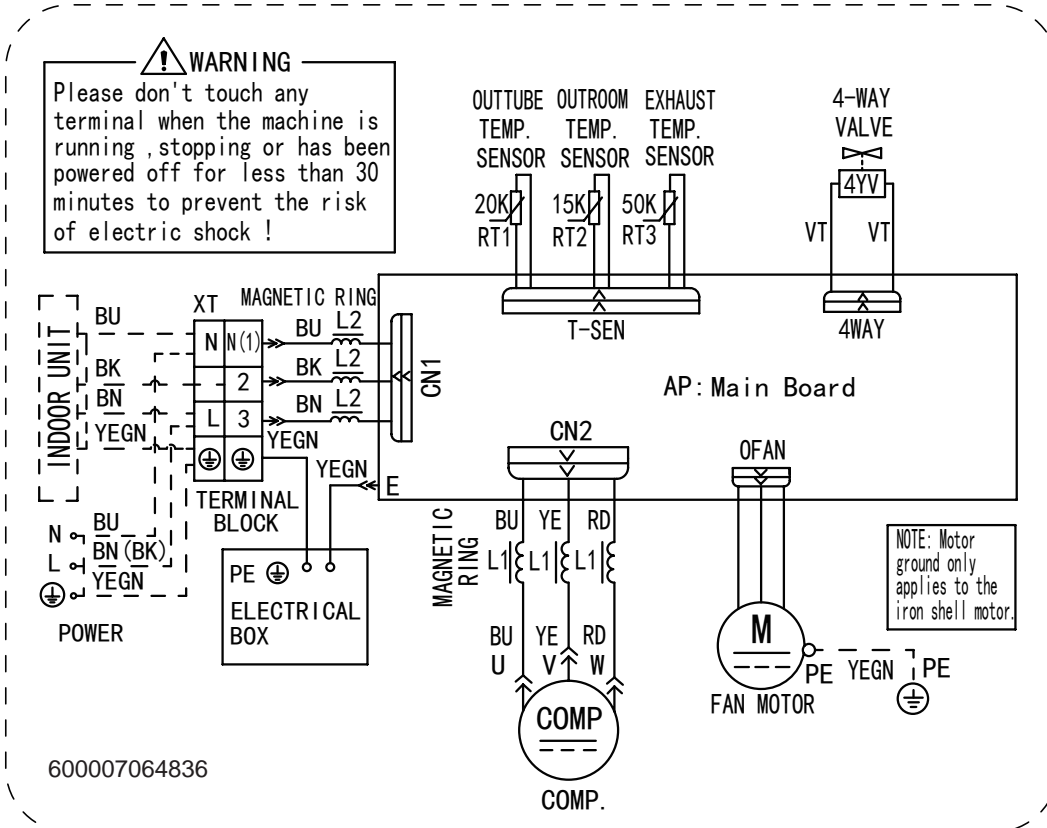 WARNING
Please don't touch any
terminal when the machine is
running ,stopping or has been
powered off for less than 30
minutes to prevent the risk
of electric shock !
OUTTUBE
TEMP.
SENSOR
OUTROOM
TEMP.
SENSOR
EXHAUST
TEMP.
SENSOR
4-WAY
VALVE
4YV
20K
RT1
15K
RT2
50K
RT3
VT
VT
T-SEN
4WAY
INDOOR UNIT
BU
BK
BN
YEGN
XT
N
N(1)
2
L
3
TERMINAL
BLOCK
MAGNETIC RING
BU
L2
BK
L2
BN
L2
YEGN
YEGN
CN1
E
AP:Main Board
CN2
OFAN
N
L
BU
BN(BK)
YEGN
POWER
PE
ELECTRICAL
BOX
MAGNETIC
RING
BU
YE
RD
L1
L1
L1
BU
YE
RD
U
V
W
COMP
COMP.
M
FAN MOTOR
PE
YEGN
PE
NOTE: Motor
ground only
applies to the
iron shell motor.
600007064836